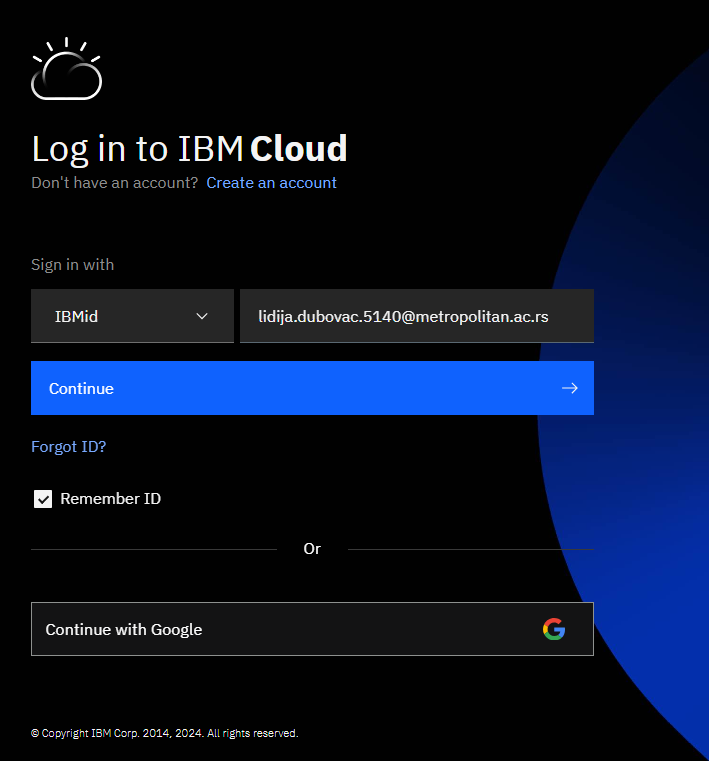 Log in to IBM Cloud
Don't have an account? Create an account
Sign in with
IBMid lidija.dubovac.5140@metropolitan.ac.rs
Continue
Forgot ID?
Remember ID
Or
Continue with Google
© Copyright IBM Corp. 2014, 2024. All rights reserved.